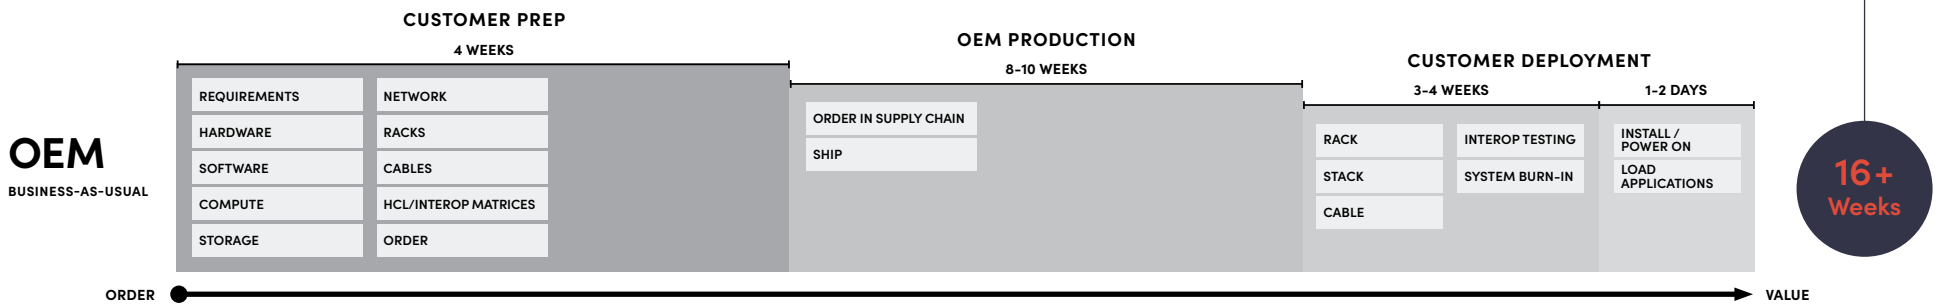 CUSTOMER PREP
4 WEEKS
OEM PRODUCTION
8-10 WEEKS
CUSTOMER DEPLOYMENT
3-4 WEEKS
1-2 DAYS
OEM
BUSINESS-AS-USUAL
REQUIREMENTS
HARDWARE
SOFTWARE
COMPUTE
STORAGE
NETWORK
RACKS
CABLES
HCL/INTEROP MATRICES
ORDER
ORDER IN SUPPLY CHAIN
SHIP
RACK
STACK
CABLE
INTEROP TESTING
SYSTEM BURN-IN
INSTALL /
POWER ON
LOAD
APPLICATIONS
16+
Weeks
ORDER
VALUE